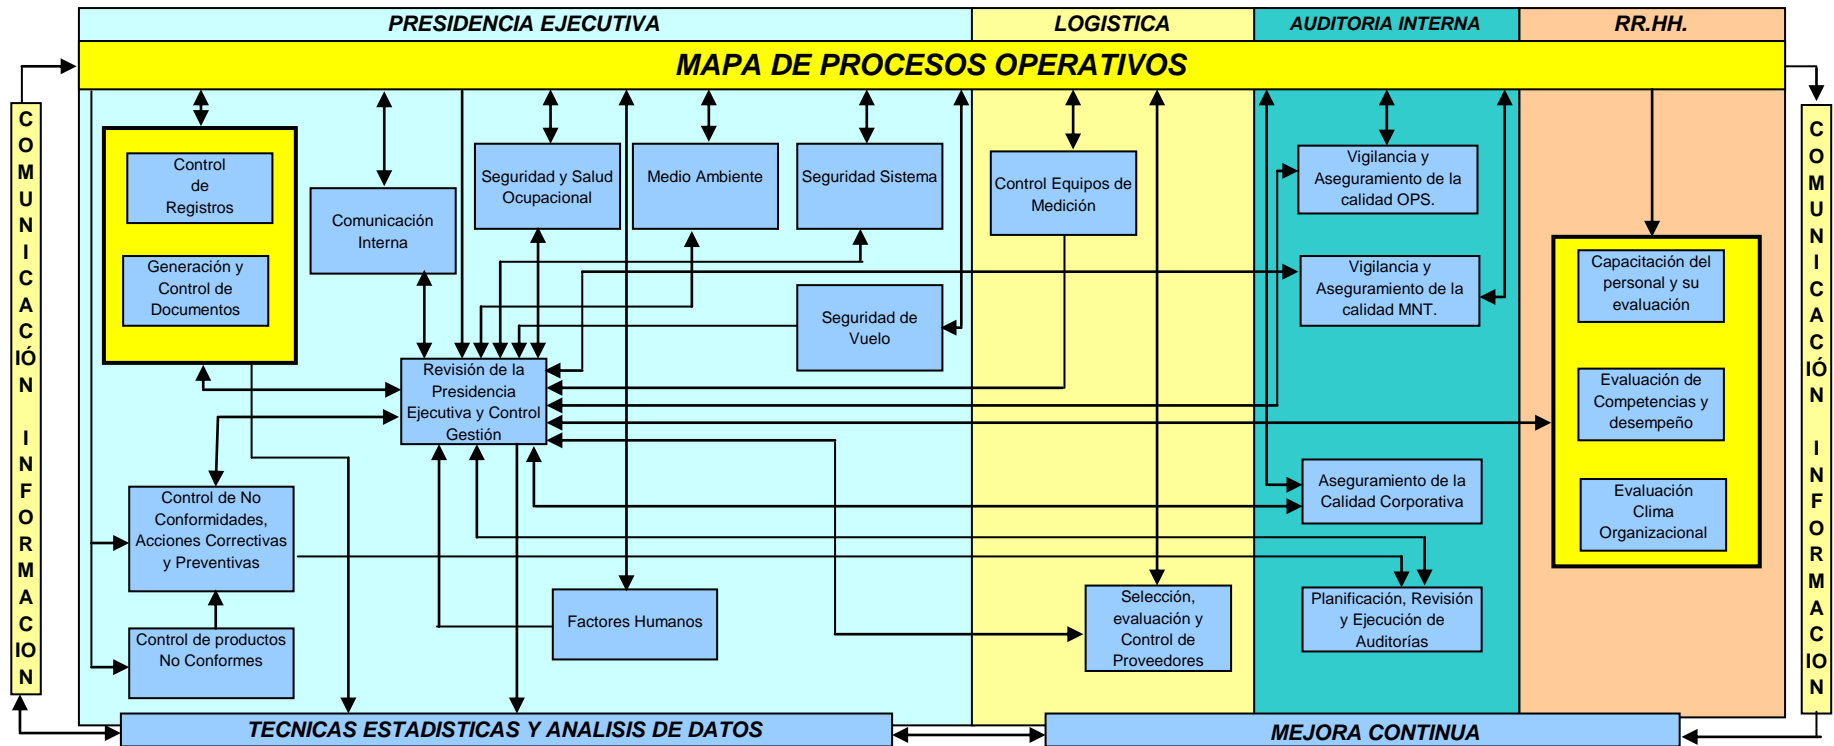 PRESIDENCIA EJECUTIVA
LOGISTICA
AUDITORIA INTERNA
RR.HH.
MAPA DE PROCESOS OPERATIVOS
COMUNICACIÓN INFORMACION
Control
de
Registros
Generación y
Control de
Documentos
Comunicación
Interna
Seguridad y Salud
Ocupacional
Medio Ambiente
Seguridad Sistema
Seguridad de
Vuelo
Revisión de la
Presidencia
Ejecutiva y Control
Gestión
Control de No
Conformidades,
Acciones Correctivas
y Preventivas
Control de productos
No Conformes
Factores Humanos
Control Equipos de
Medición
Selección,
evaluación y
Control de
Proveedores
Vigilancia y
Aseguramiento de la
calidad OPS.
Vigilancia y
Aseguramiento de la
calidad MNT.
Aseguramiento de la
Calidad Corporativa
Planificación, Revisión
y Ejecución de
Auditorías
Capacitación del
personal y su
evaluación
Evaluación de
Competencias y
desempeño
Evaluación
Clima
Organizacional
COMUNICACIÓN INFORMACION
TECNICAS ESTADISTICAS Y ANALISIS DE DATOS
MEJORA CONTINUA